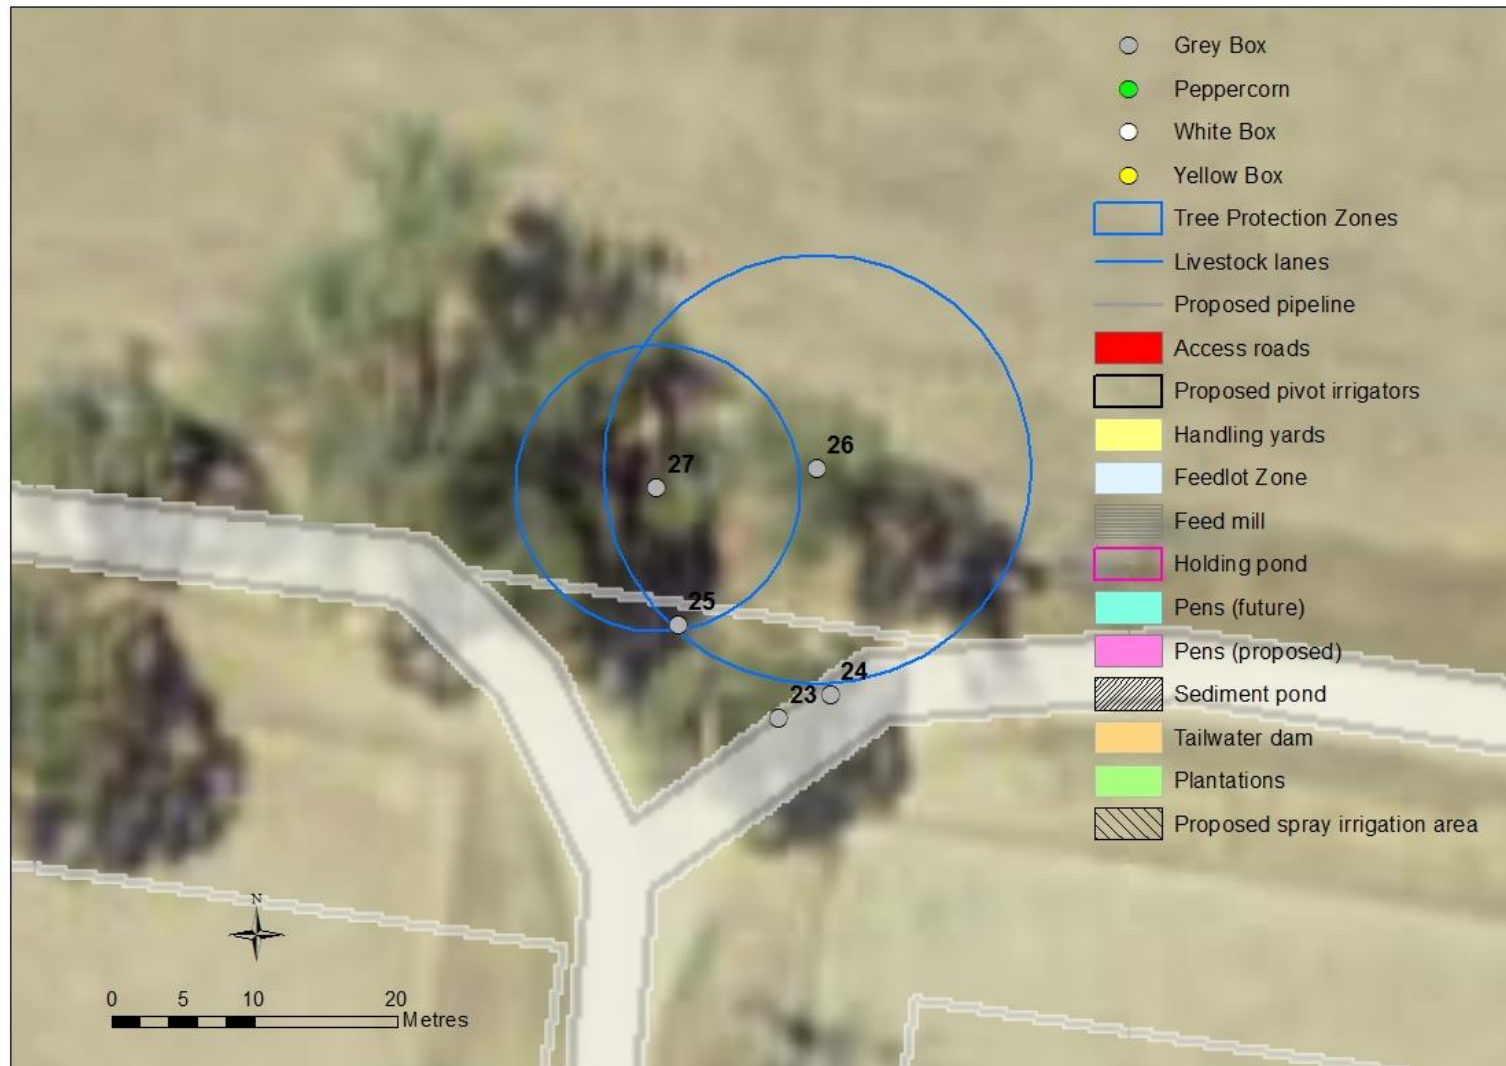 Grey Box
Peppercorn
White Box
Yellow Box
Tree Protection Zones
Livestock lanes
Proposed pipeline
Access roads
Proposed pivot irrigators
Handling yards
Feedlot Zone
Feed mill
Holding pond
Pens (future)
Pens (proposed)
Sediment pond
Tailwater dam
Plantations
Proposed spray irrigation area
26
27
25
24
23
N
0 5 10 20
Metres